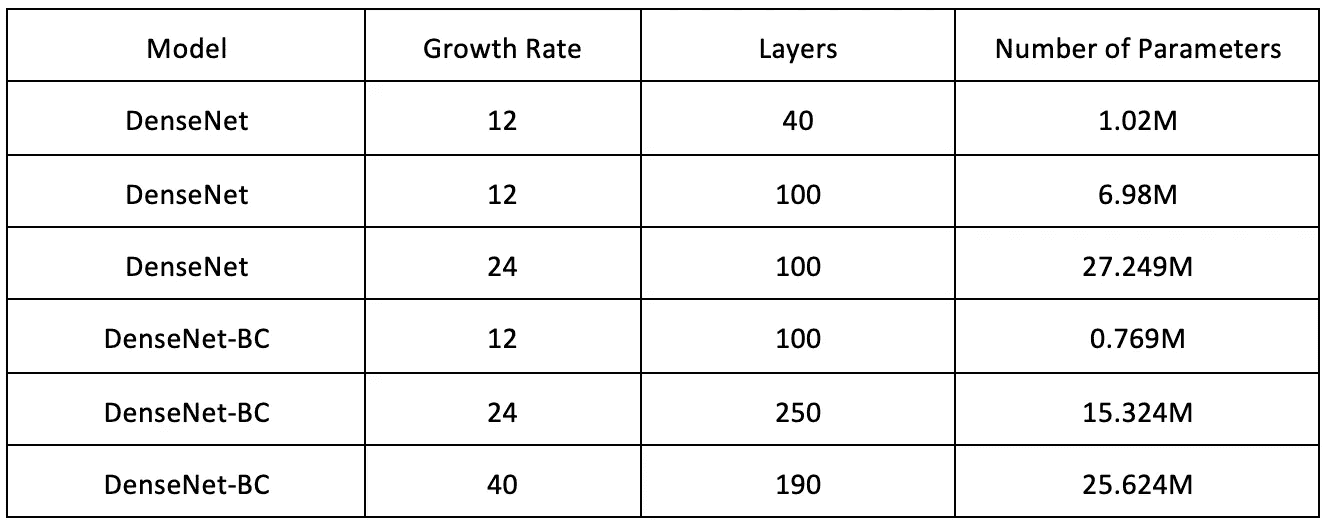 Model Growth Rate Layers Number of Parameters
DenseNet 12 40 1.02M
DenseNet 12 100 6.98M
DenseNet 24 100 27.249M
DenseNet-BC 12 100 0.769M
DenseNet-BC 24 250 15.324M
DenseNet-BC 40 190 25.624M